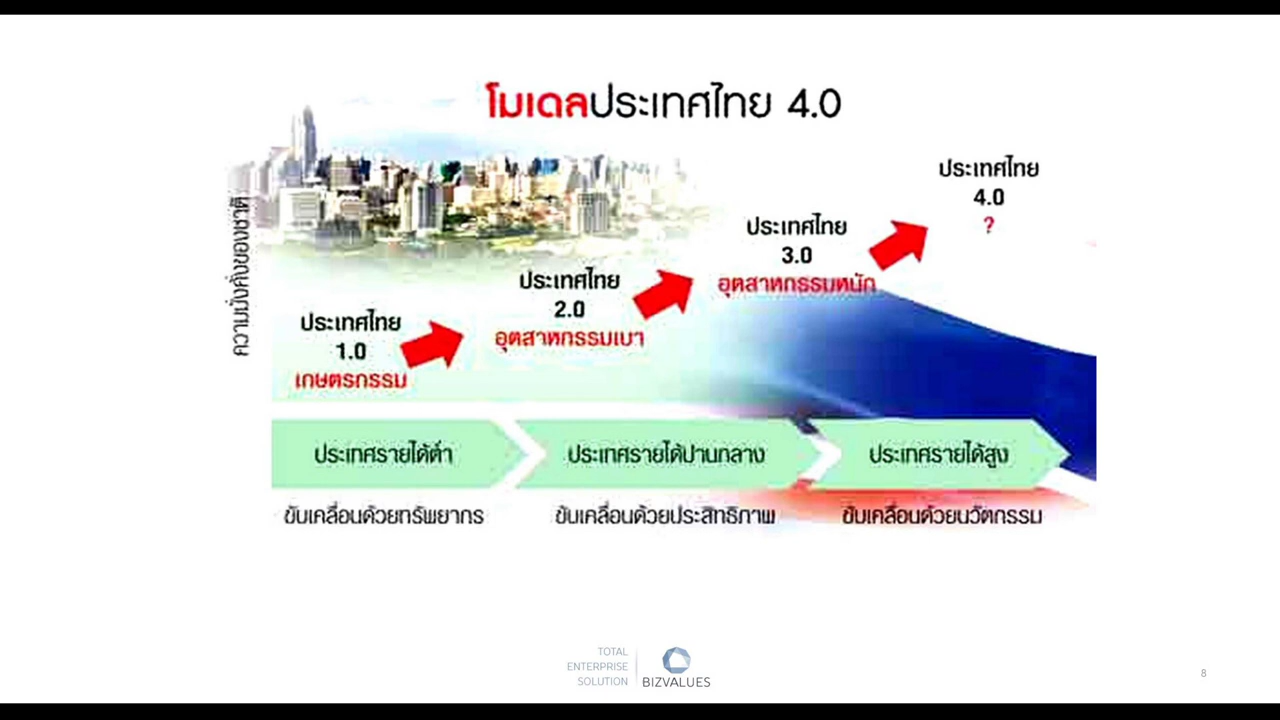 โมเดลประเทศไทย 4.0
ความมั่งคั่งของชาติ
ประเทศไทย
4.0
?
ประเทศไทย
3.0
อุตสาหกรรมหนัก
ประเทศไทย
2.0
อุตสาหกรรมเบา
ประเทศไทย
1.0
เกษตรกรรม
ประเทศรายได้ต่ำ
ประเทศรายได้ปานกลาง
ประเทศรายได้สูง
ขับเคลื่อนด้วยทรัพยากร
ขับเคลื่อนด้วยประสิทธิภาพ
ขับเคลื่อนด้วยนวัตกรรม
TOTAL
ENTERPRISE
SOLUTION
BIZVALUES
8